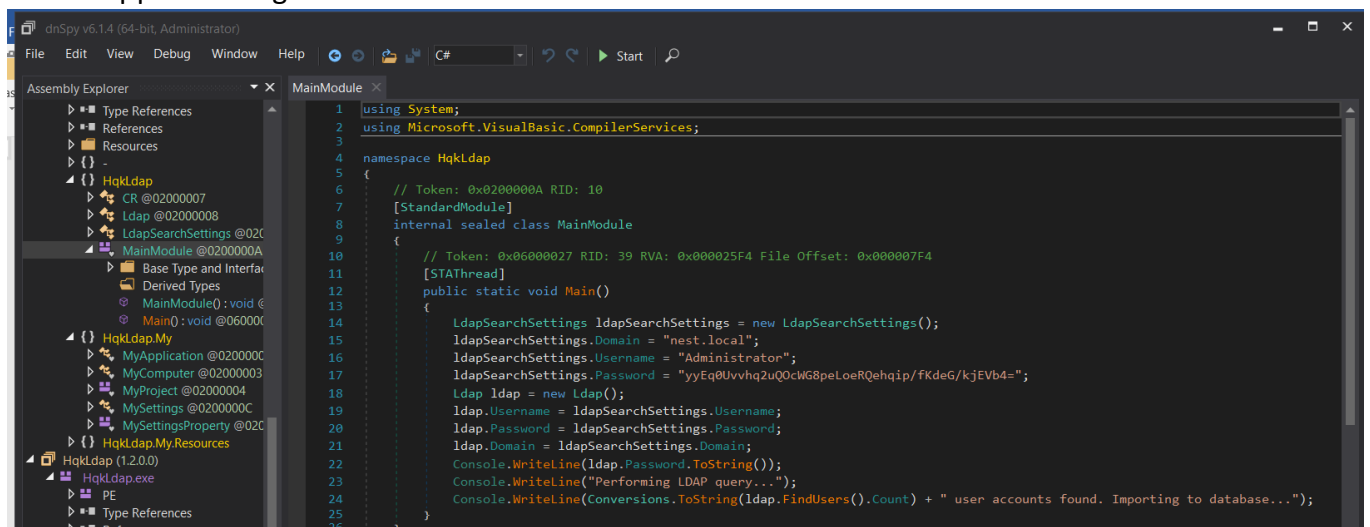 dnSpy v6.1.4 (64-bit, Administrator)
File Edit View Debug Window Help C# Start
Assembly Explorer
MainModule
Type References
References
Resources
{} -
{} HqkLdap
CR @02000007
Ldap @02000008
LdapSearchSettings @020
MainModule @0200000A
Base Type and Interfac
Derived Types
MainModule() : void @
Main() : void @060000
{} HqkLdap.My
MyApplication @0200000
MyComputer @02000003
MyProject @02000004
MySettings @0200000C
MySettingsProperty @020
{} HqkLdap.My.Resources
HqkLdap (1.2.0.0)
HqkLdap.exe
PE
Type References
1 using System;
2 using Microsoft.VisualBasic.CompilerServices;
3
4 namespace HqkLdap
5 {
6 // Token: 0x0200000A RID: 10
7 [StandardModule]
8 internal sealed class MainModule
9 {
10 // Token: 0x06000027 RID: 39 RVA: 0x000025F4 File Offset: 0x000007F4
11 [STAThread]
12 public static void Main()
13 {
14 LdapSearchSettings ldapSearchSettings = new LdapSearchSettings();
15 ldapSearchSettings.Domain = "nest.local";
16 ldapSearchSettings.Username = "Administrator";
17 ldapSearchSettings.Password = "yyEq0Uvvhq2uQOcWG8peLoeRQehqip/fKdeG/kjEVb4=";
18 Ldap ldap = new Ldap();
19 ldap.Username = ldapSearchSettings.Username;
20 ldap.Password = ldapSearchSettings.Password;
21 ldap.Domain = ldapSearchSettings.Domain;
22 Console.WriteLine(ldap.Password.ToString());
23 Console.WriteLine("Performing LDAP query...");
24 Console.WriteLine(Conversions.ToString(ldap.FindUsers().Count) + " user accounts found. Importing to database...");
25 }